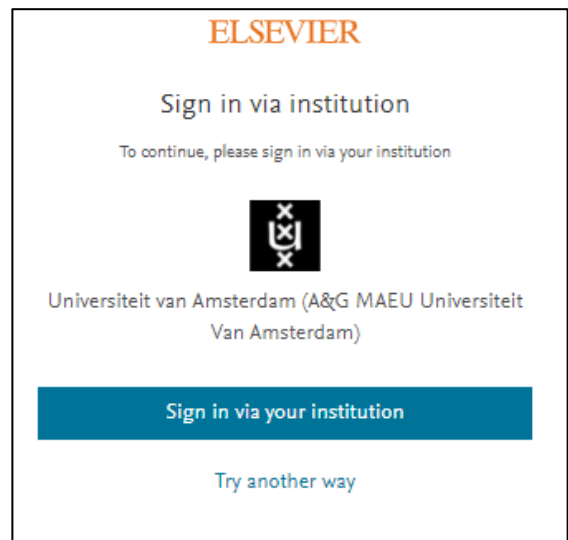 ELSEVIER
Sign in via institution
To continue, please sign in via your institution
Universiteit van Amsterdam (A&G MAEU Universiteit
Van Amsterdam)
Sign in via your institution
Try another way